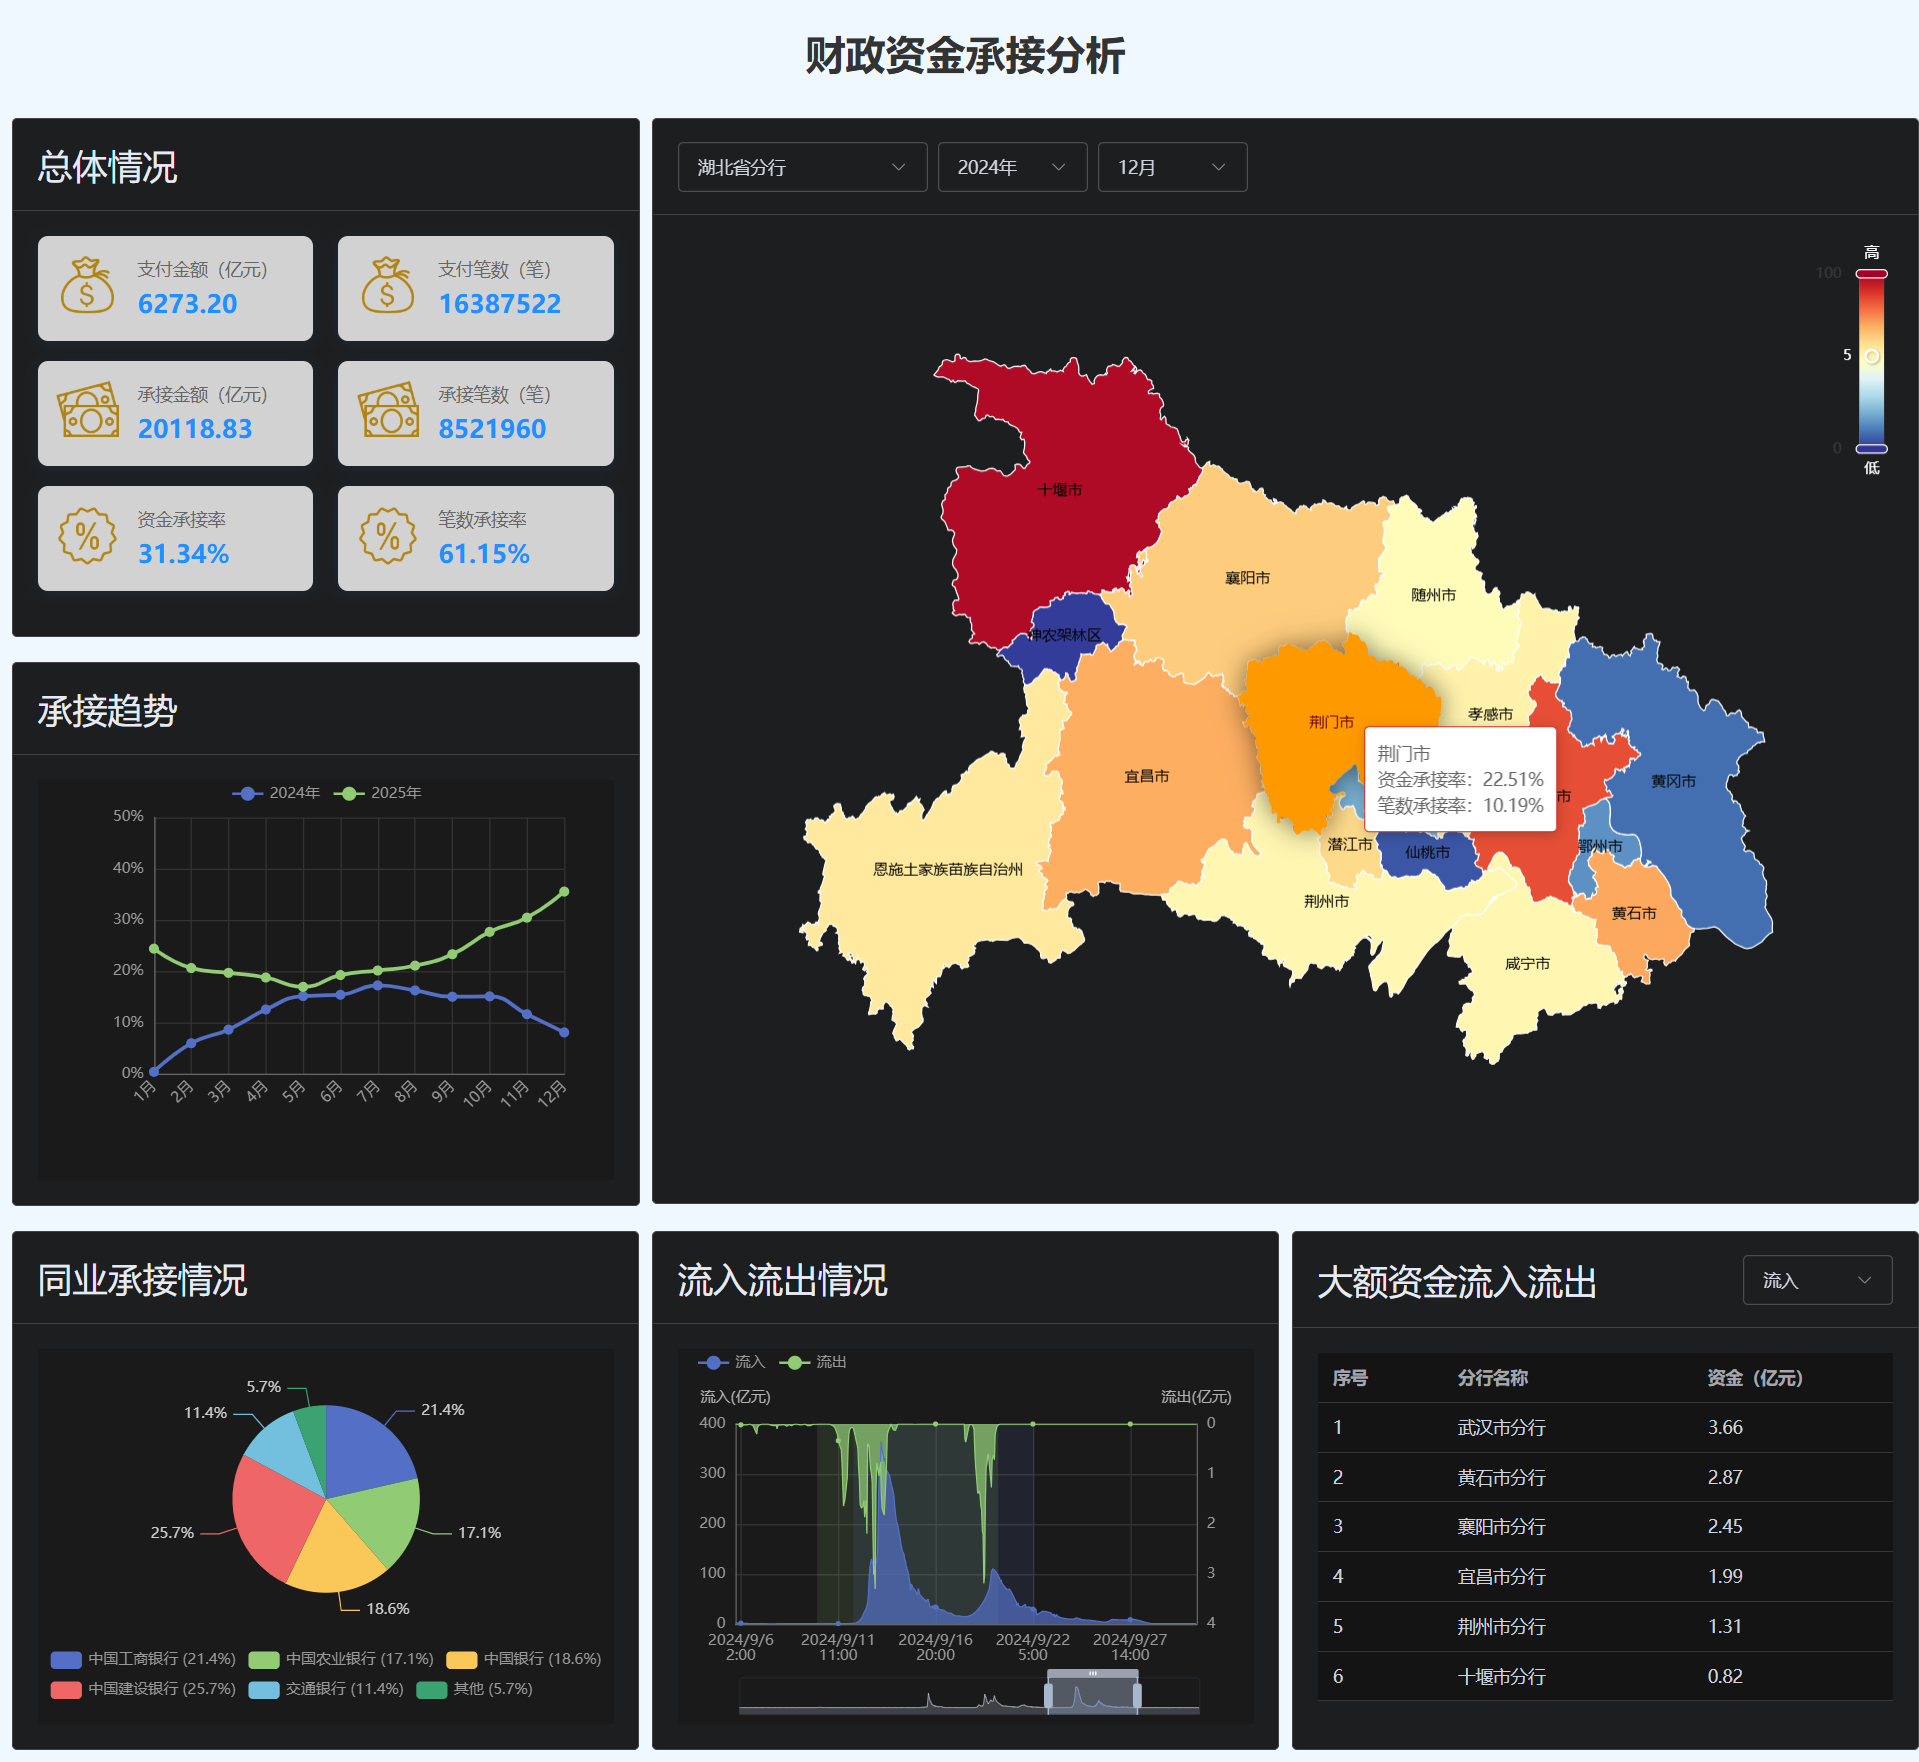 财政资金承接分析
总体情况
支付金额（亿元）
6273.20
支付笔数（笔）
16387522
承接金额（亿元）
20118.83
承接笔数（笔）
8521960
资金承接率
31.34%
笔数承接率
61.15%
湖北省分行
2024年
12月
高
100
5
0
低
十堰市
襄阳市
随州市
神农架林区
荆门市
孝感市
宜昌市
黄冈市
市
恩施土家族苗族自治州
潜江市
仙桃市
鄂州市
荆州市
黄石市
咸宁市
荆门市
资金承接率：22.51%
笔数承接率：10.19%
承接趋势
2024年
2025年
50%
40%
30%
20%
10%
0%
1月
2月
3月
4月
5月
6月
7月
8月
9月
10月
11月
12月
同业承接情况
5.7%
11.4%
21.4%
25.7%
17.1%
18.6%
中国工商银行 (21.4%)
中国农业银行 (17.1%)
中国银行 (18.6%)
中国建设银行 (25.7%)
交通银行 (11.4%)
其他 (5.7%)
流入流出情况
流入
流出
流入(亿元)
流出(亿元)
400
300
200
100
0
0
1
2
3
4
2024/9/6
2:00
2024/9/11
11:00
2024/9/16
20:00
2024/9/22
5:00
2024/9/27
14:00
大额资金流入流出
流入
序号 分行名称 资金（亿元）
1 武汉市分行 3.66
2 黄石市分行 2.87
3 襄阳市分行 2.45
4 宜昌市分行 1.99
5 荆州市分行 1.31
6 十堰市分行 0.82